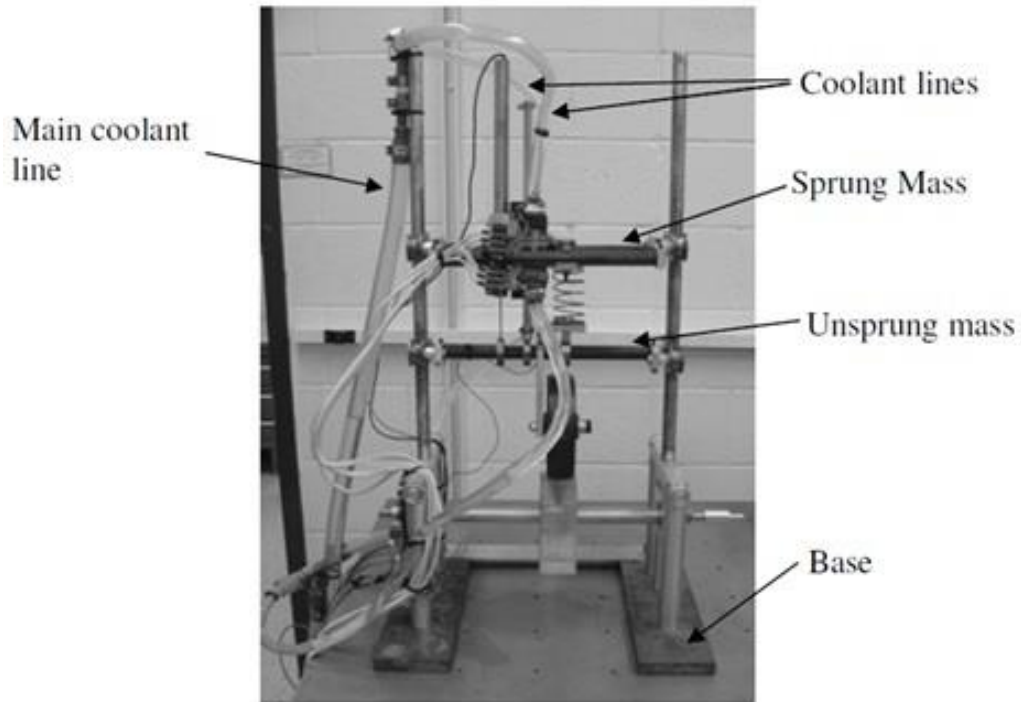 Main coolant
line
Coolant lines
Sprung Mass
Unsprung mass
Base